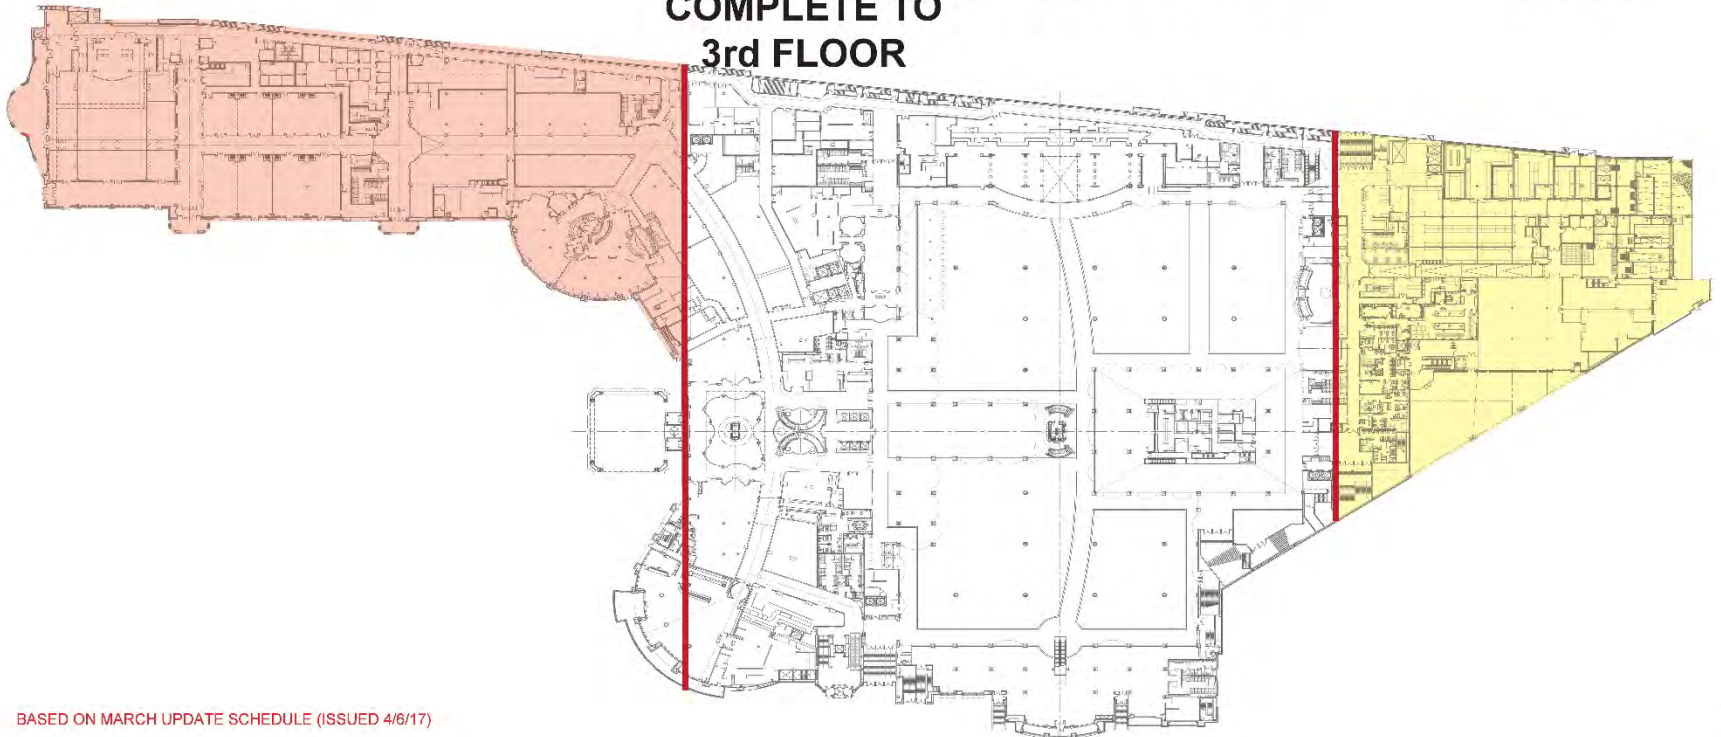 COMPLETE TO
3rd FLOOR
BASED ON MARCH UPDATE SCHEDULE (ISSUED 4/6/17)